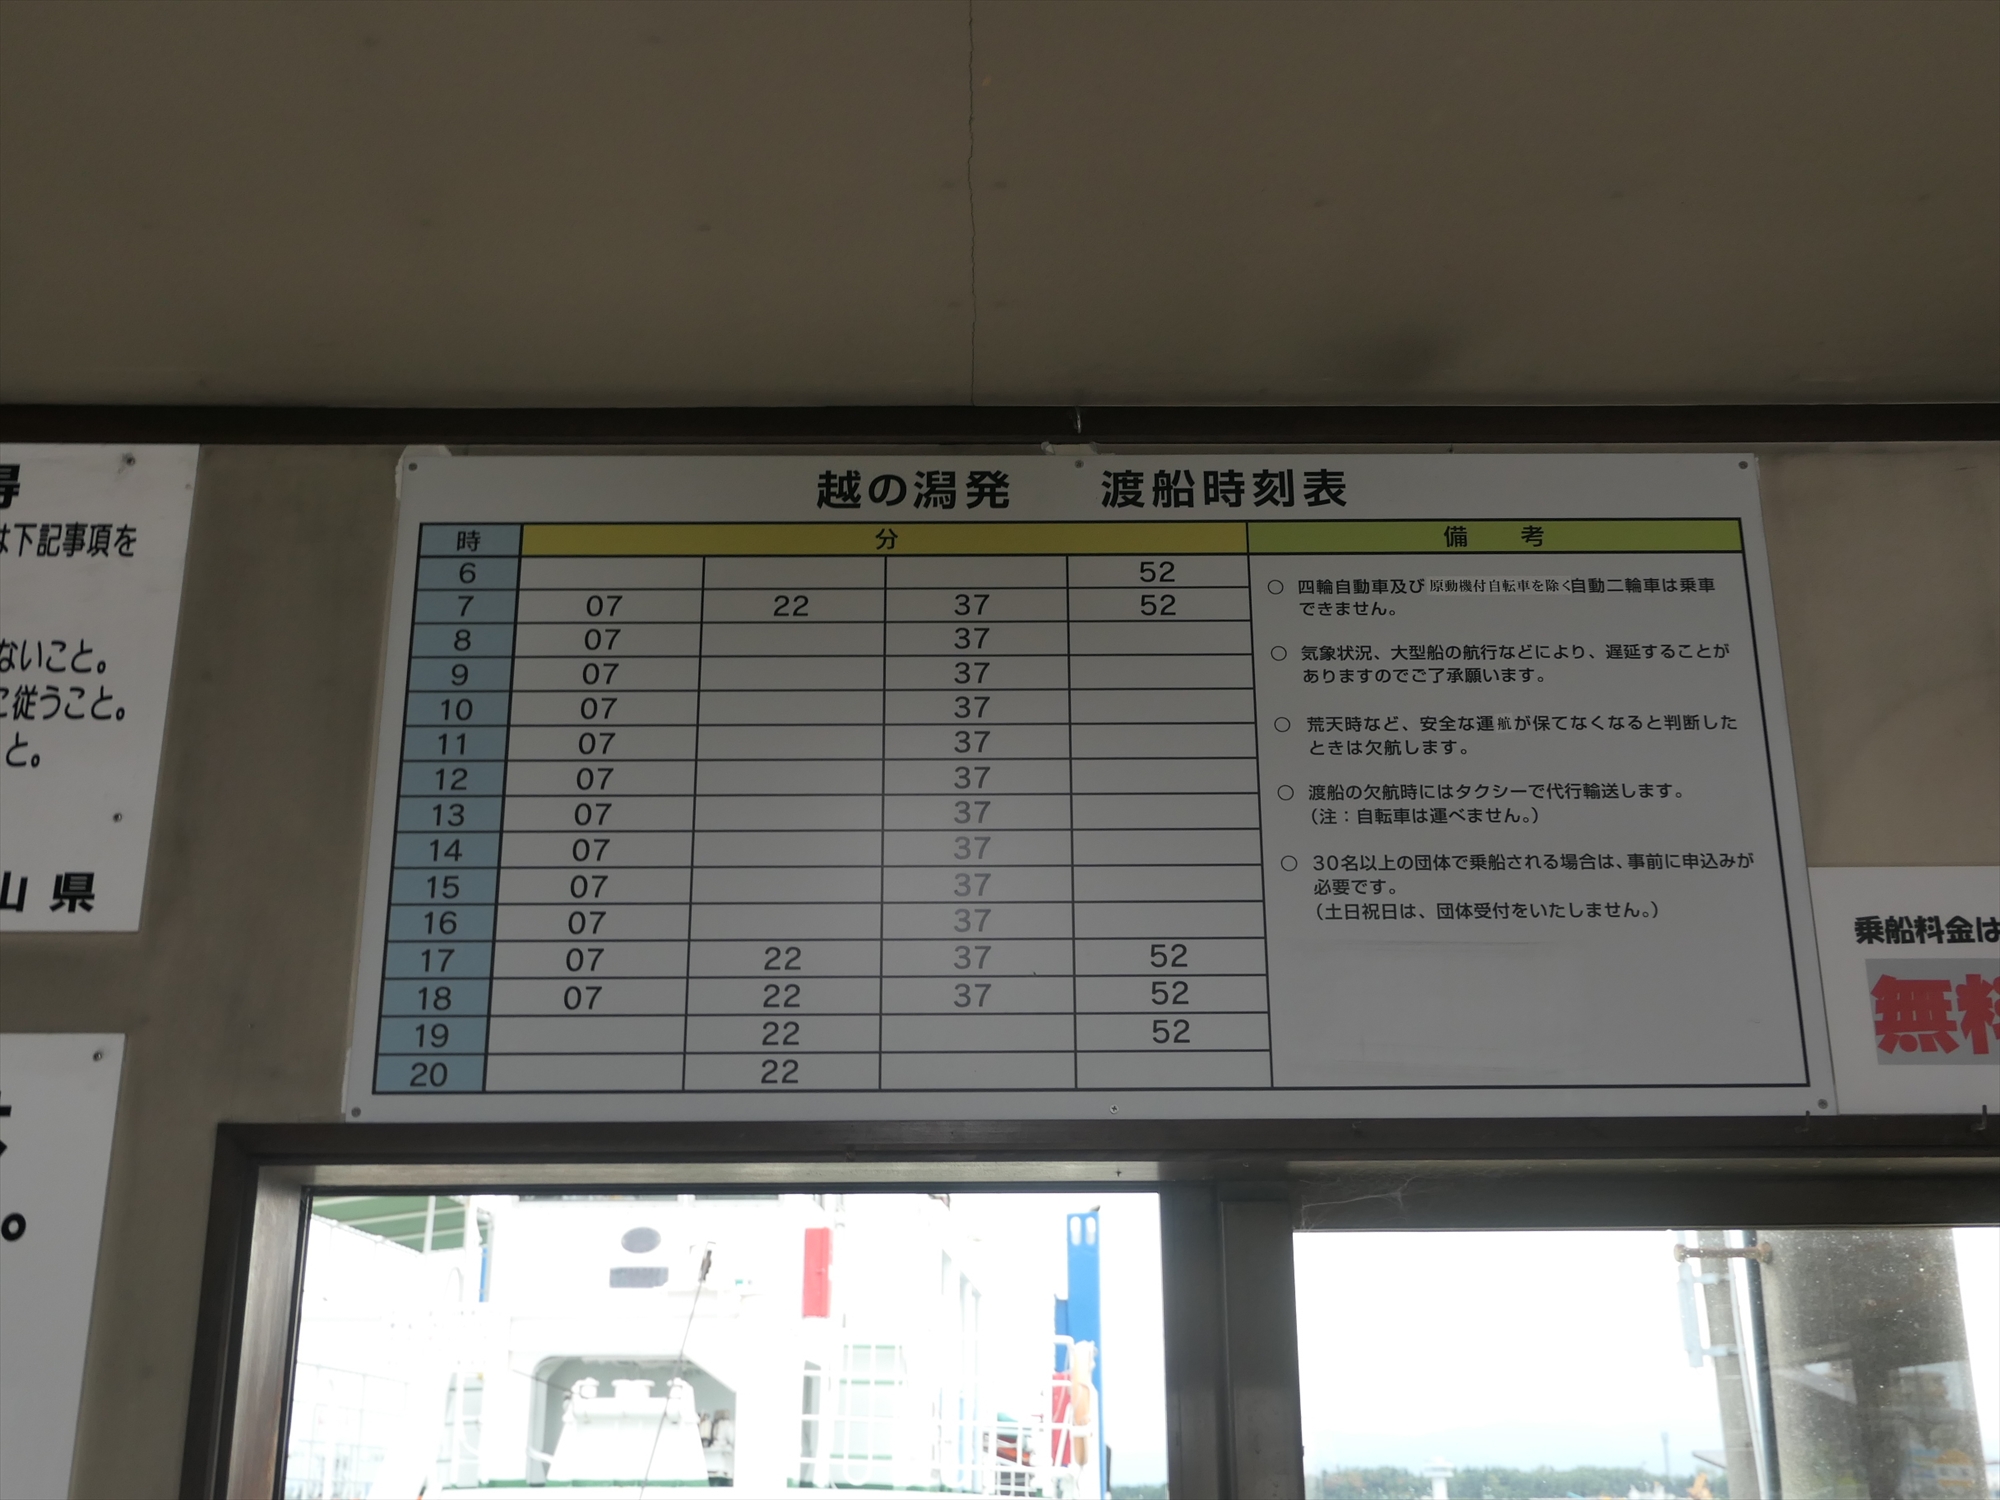 越の潟発　渡船時刻表
時 分 備考
6 52
7 07 22 37 52
8 07 37
9 07 37
10 07 37
11 07 37
12 07 37
13 07 37
14 07 37
15 07 37
16 07 37
17 07 22 37 52
18 07 22 37 52
19 22 52
20 22
○ 四輪自動車及び原動機付自転車を除く自動二輪車は乗車
できません。
○ 気象状況、大型船の航行などにより、遅延することが
ありますのでご了承願います。
○ 荒天時など、安全な運航が保てなくなると判断した
ときは欠航します。
○ 渡船の欠航時にはタクシーで代行輸送します。
（注：自転車は運べません。）
○ 30名以上の団体で乗船される場合は、事前に申込みが
必要です。
（土日祝日は、団体受付をいたしません。）
得
は下記事項を
ないこと。
に従うこと。
と。
山県
。
乗船料金は
無料